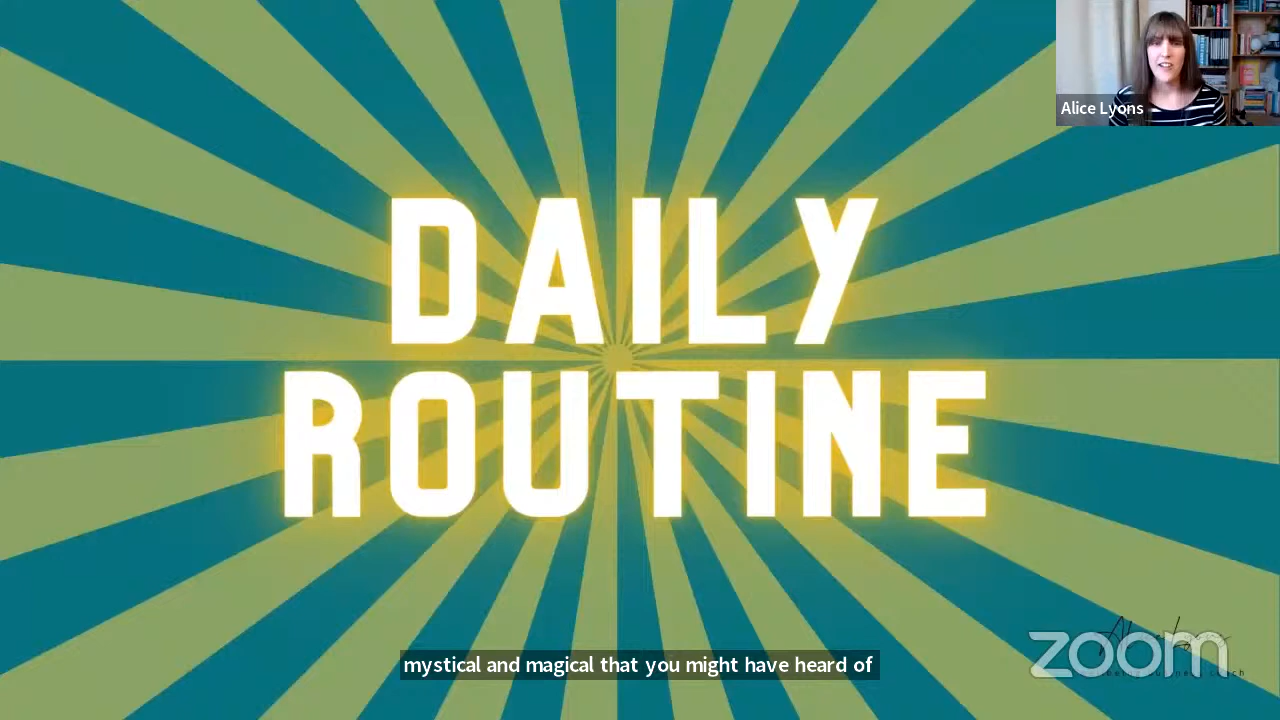 Alice Lyons
DAILY
ROUTINE
mystical and magical that you might have heard of
zoom